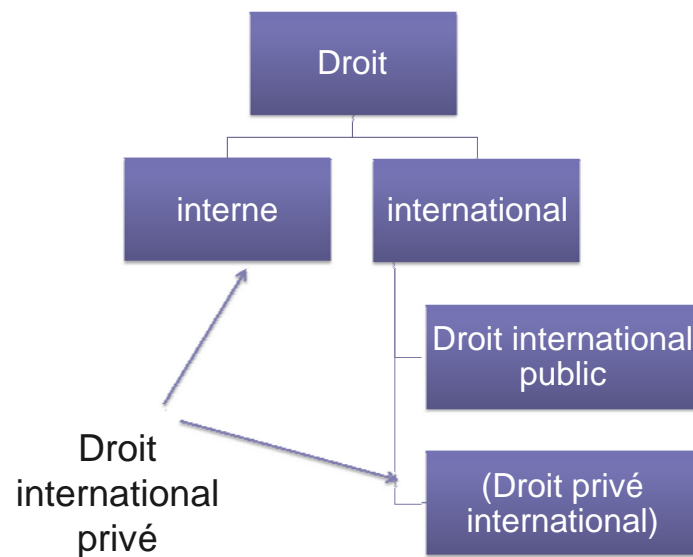 Droit
interne
international
Droit international
public
(Droit privé
international)
Droit
international
privé